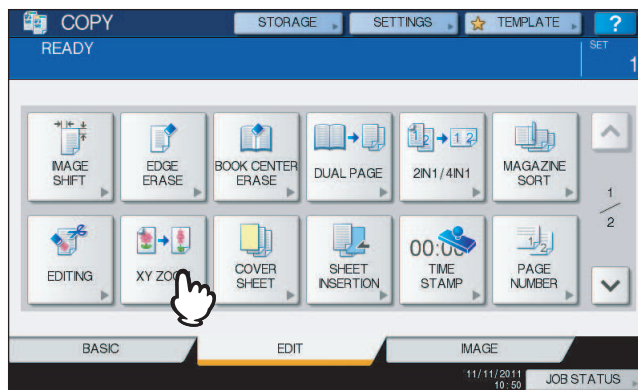 COPY
STORAGE
SETTINGS
TEMPLATE
?
READY
SET
1
IMAGE
SHIFT
EDGE
ERASE
BOOK CENTER
ERASE
DUAL PAGE
2IN1/4IN1
MAGAZINE
SORT
1
2
EDITING
XY ZOO
COVER
SHEET
SHEET
INSERTION
00:00
TIME
STAMP
PAGE
NUMBER
BASIC
EDIT
IMAGE
11/11/2011
10:50
JOB STATUS